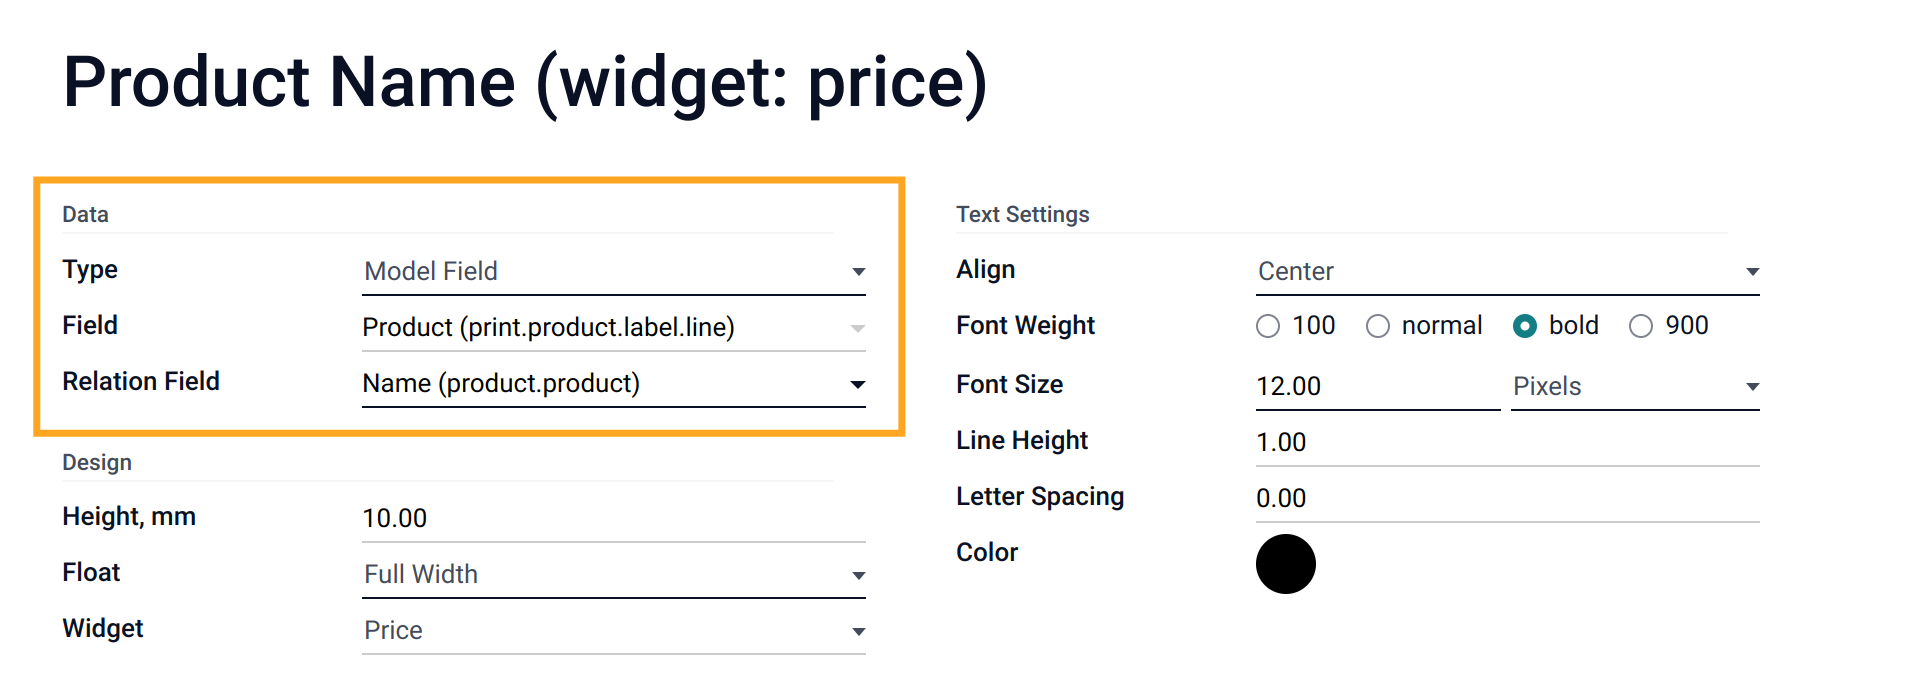 Product Name (widget: price)
Data
Type Model Field
Field Product (print.product.label.line)
Relation Field Name (product.product)
Design
Height, mm 10.00
Float Full Width
Widget Price
Text Settings
Align Center
Font Weight 100 normal bold 900
Font Size 12.00 Pixels
Line Height 1.00
Letter Spacing 0.00
Color